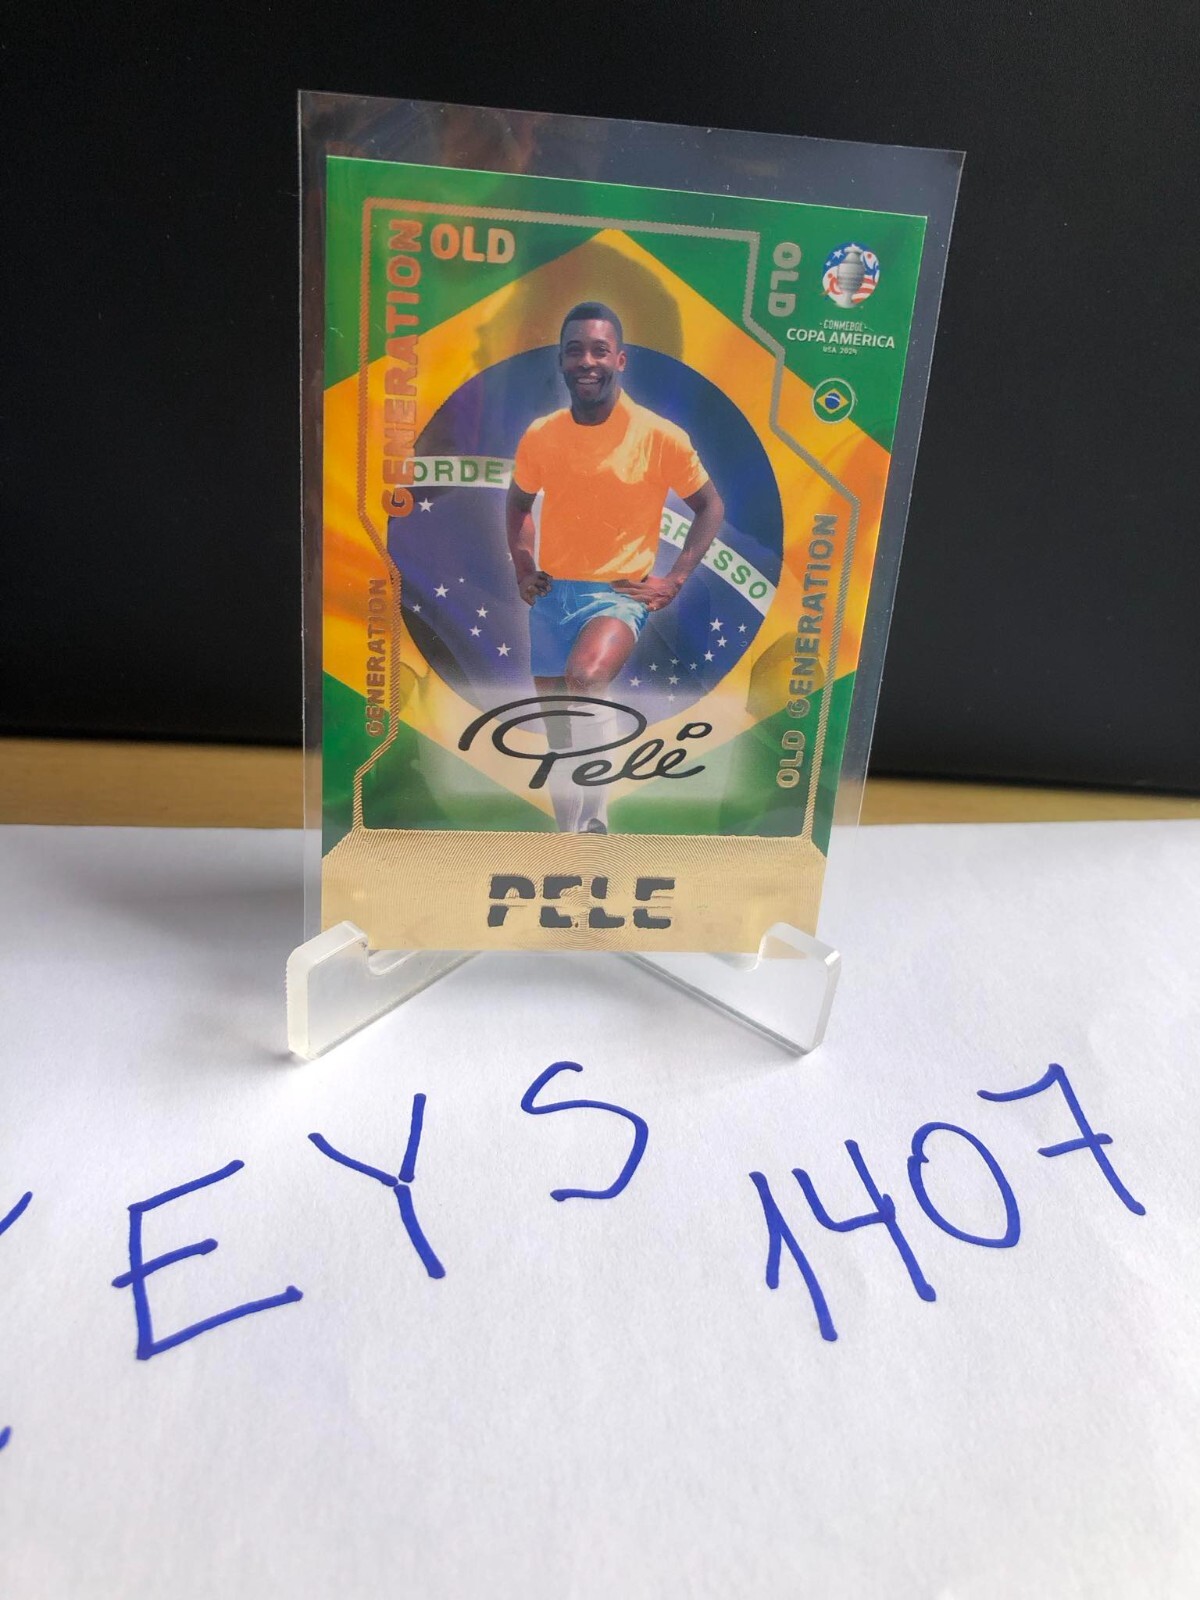 OLD
GENERATION
OLD
CONMEBOL
COPA AMERICA
USA 2024
ORDE
GRESSO
GENERATION
OLD GENERATION
Pelé
PELE
EYS 1407